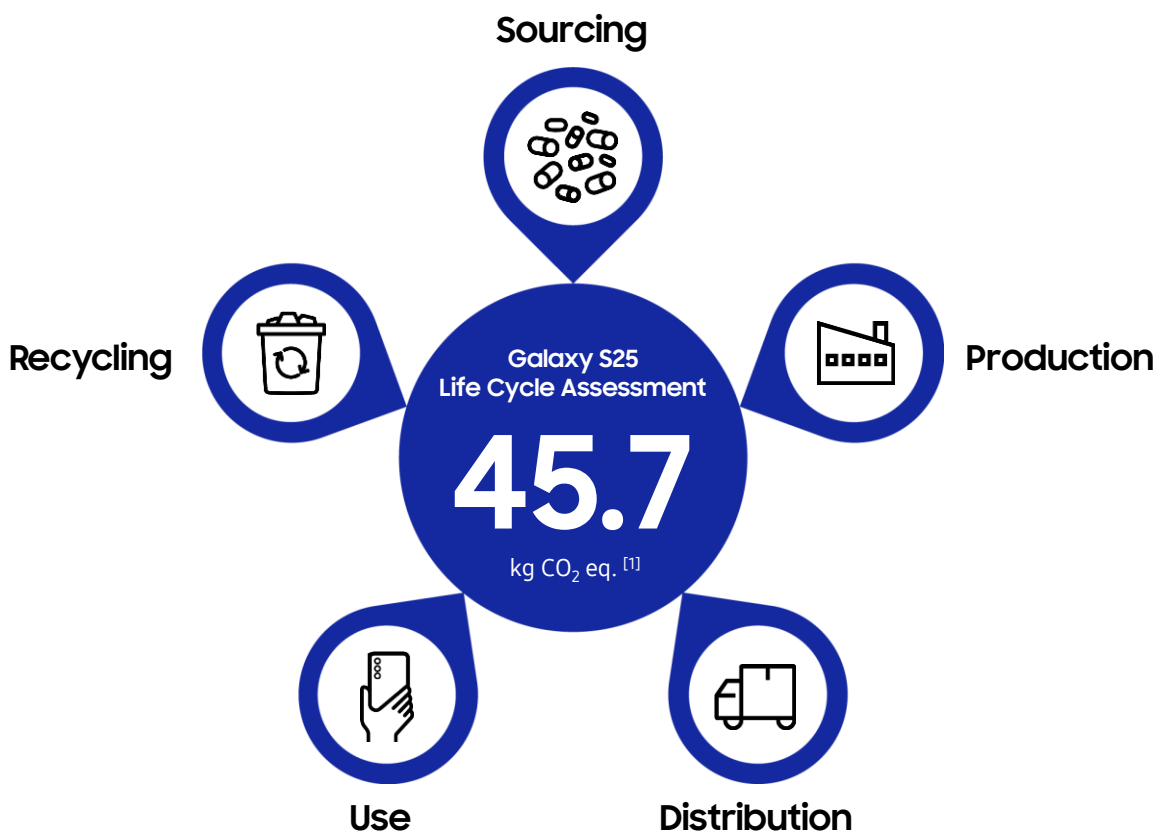 Sourcing
Recycling
Production
Galaxy S25
Life Cycle Assessment
45.7
kg CO₂ eq. [1]
Use
Distribution